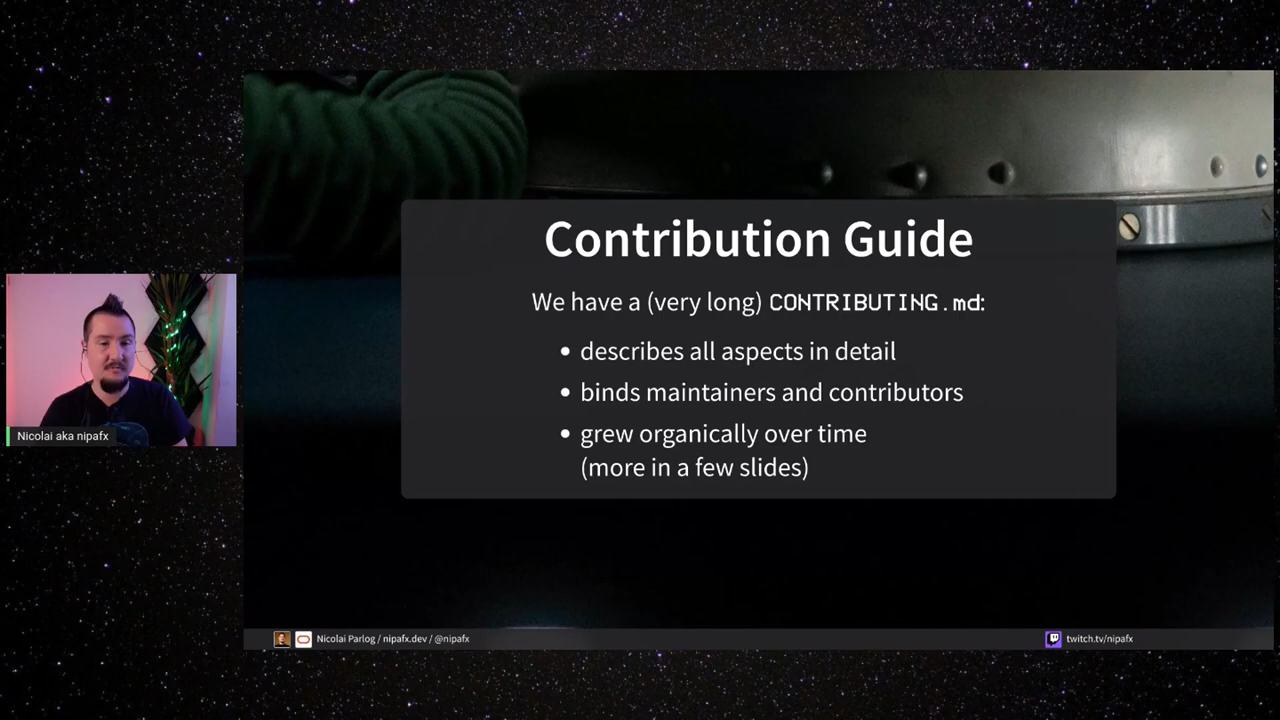 Contribution Guide
We have a (very long) CONTRIBUTING.md:
• describes all aspects in detail
• binds maintainers and contributors
• grew organically over time
(more in a few slides)
Nicolai aka nipafx
Nicolai Parlog / nipafx.dev / @nipafx
twitch.tv/nipafx